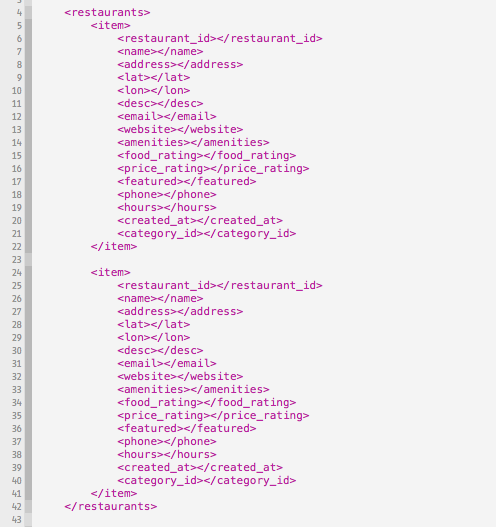 4 <restaurants>
5 <item>
6 <restaurant_id></restaurant_id>
7 <name></name>
8 <address></address>
9 <lat></lat>
10 <lon></lon>
11 <desc></desc>
12 <email></email>
13 <website></website>
14 <amenities></amenities>
15 <food_rating></food_rating>
16 <price_rating></price_rating>
17 <featured></featured>
18 <phone></phone>
19 <hours></hours>
20 <created_at></created_at>
21 <category_id></category_id>
22 </item>
23
24 <item>
25 <restaurant_id></restaurant_id>
26 <name></name>
27 <address></address>
28 <lat></lat>
29 <lon></lon>
30 <desc></desc>
31 <email></email>
32 <website></website>
33 <amenities></amenities>
34 <food_rating></food_rating>
35 <price_rating></price_rating>
36 <featured></featured>
37 <phone></phone>
38 <hours></hours>
39 <created_at></created_at>
40 <category_id></category_id>
41 </item>
42 </restaurants>
43